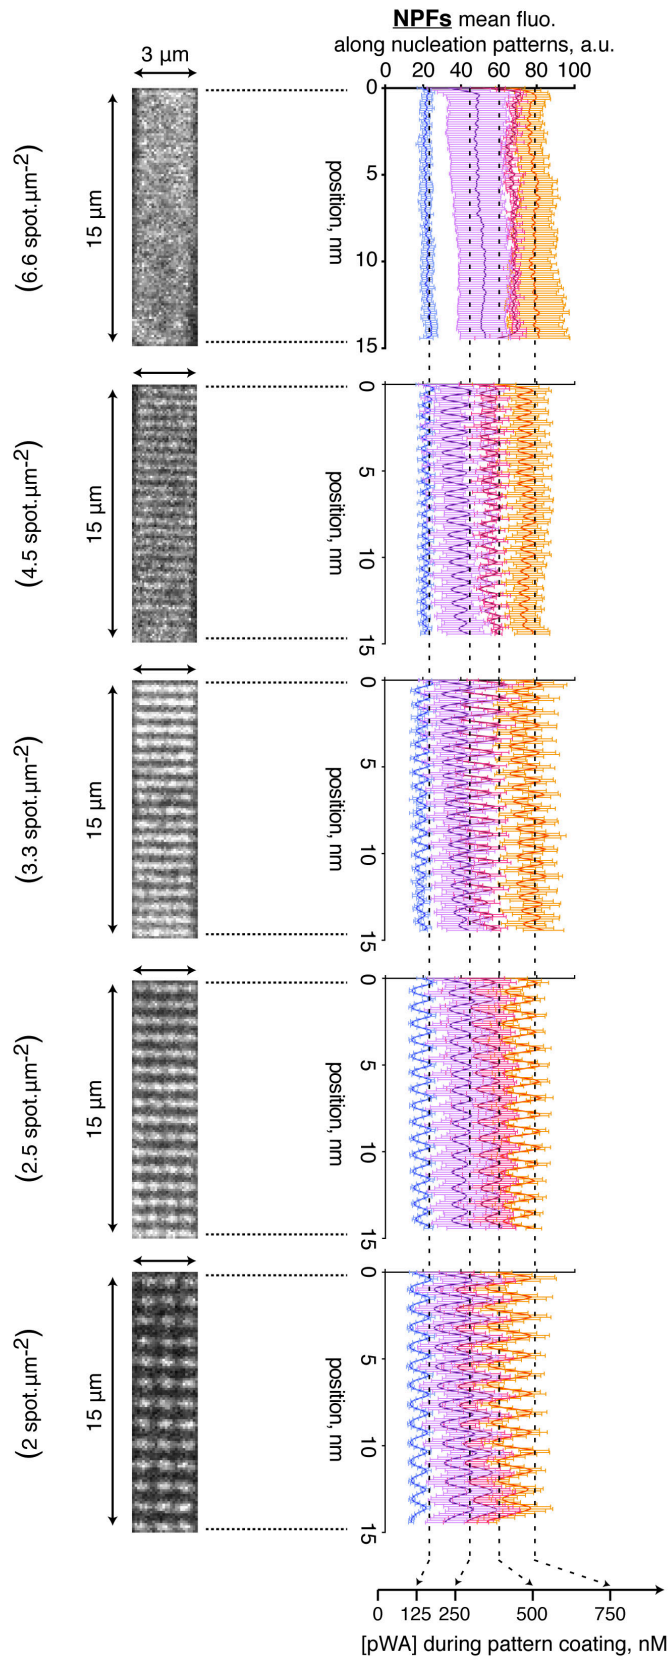 NPFs mean fluo.
along nucleation patterns, a.u.
3 µm
0 20 40 60 80 100
(6.6 spot.µm-2)
15 µm
position, nm
0
5
10
15
(4.5 spot.µm-2)
15 µm
position, nm
0
5
10
15
(3.3 spot.µm-2)
15 µm
position, nm
0
5
10
15
(2.5 spot.µm-2)
15 µm
position, nm
0
5
10
15
(2 spot.µm-2)
15 µm
position, nm
0
5
10
15
0 125 250 500 750
[pWA] during pattern coating, nM